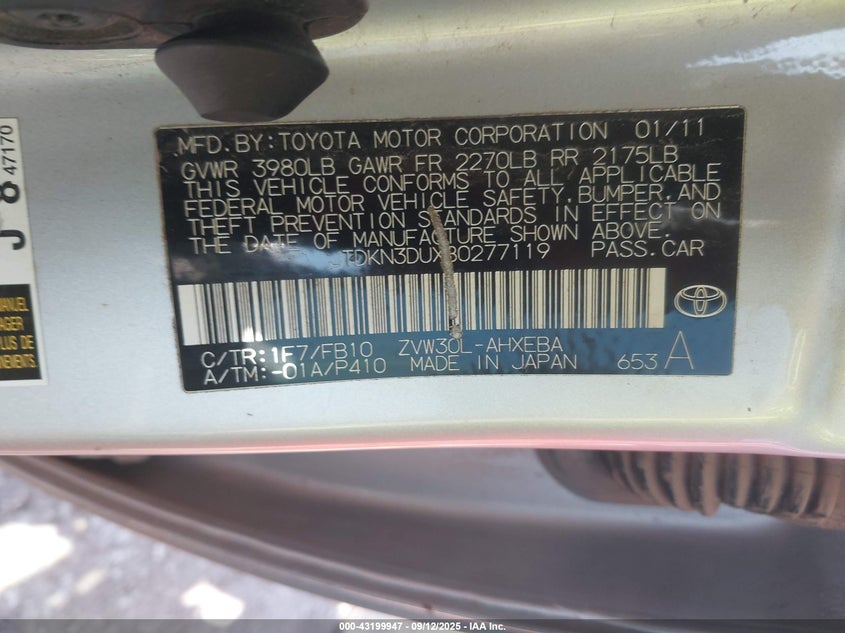 MFD. BY: TOYOTA MOTOR CORPORATION 01/11
GVWR 3980LB GAWR FR 2270LB RR 2175LB
THIS VEHICLE CONFORMS TO ALL APPLICABLE
FEDERAL MOTOR VEHICLE SAFETY, BUMPER, AND
THEFT PREVENTION STANDARDS IN EFFECT ON
THE DATE OF MANUFACTURE SHOWN ABOVE.
JTDKN3DUXB0277119 PASS. CAR
C/TR: 1F7/FB10 ZVW30L-AHXEBA
A/TM: -01A/P410 MADE IN JAPAN 653 A
J 8 47170
MANUEL
000-43199947 - 09/12/2025 - IAA Inc.